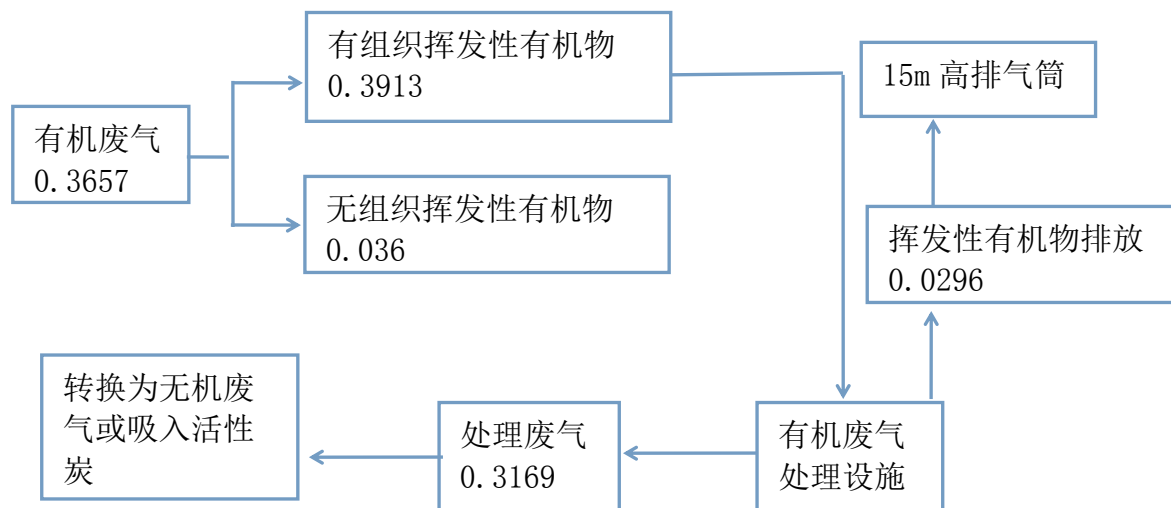 有组织挥发性有机物
0.3913
15m 高排气筒
有机废气
0.3657
无组织挥发性有机物
0.036
挥发性有机物排放
0.0296
转换为无机废
气或吸入活性
炭
处理废气
0.3169
有机废气
处理设施